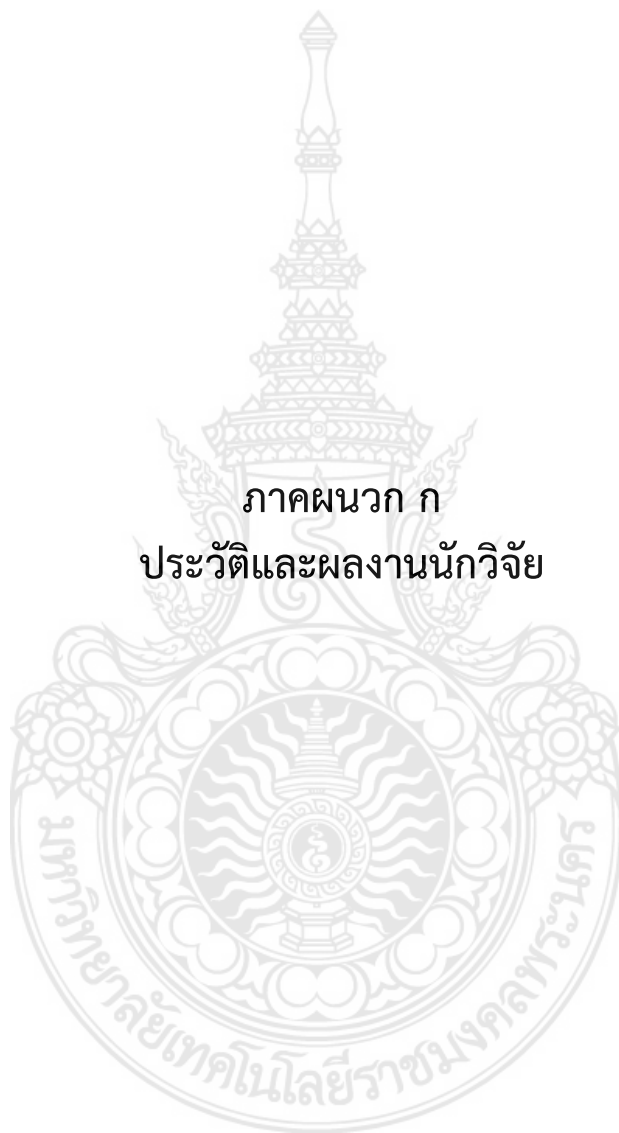 ภาคผนวก ก
ประวัติและผลงานนักวิจัย
มหาวิทยาลัยเทคโนโลยีราชมงคลพระนคร